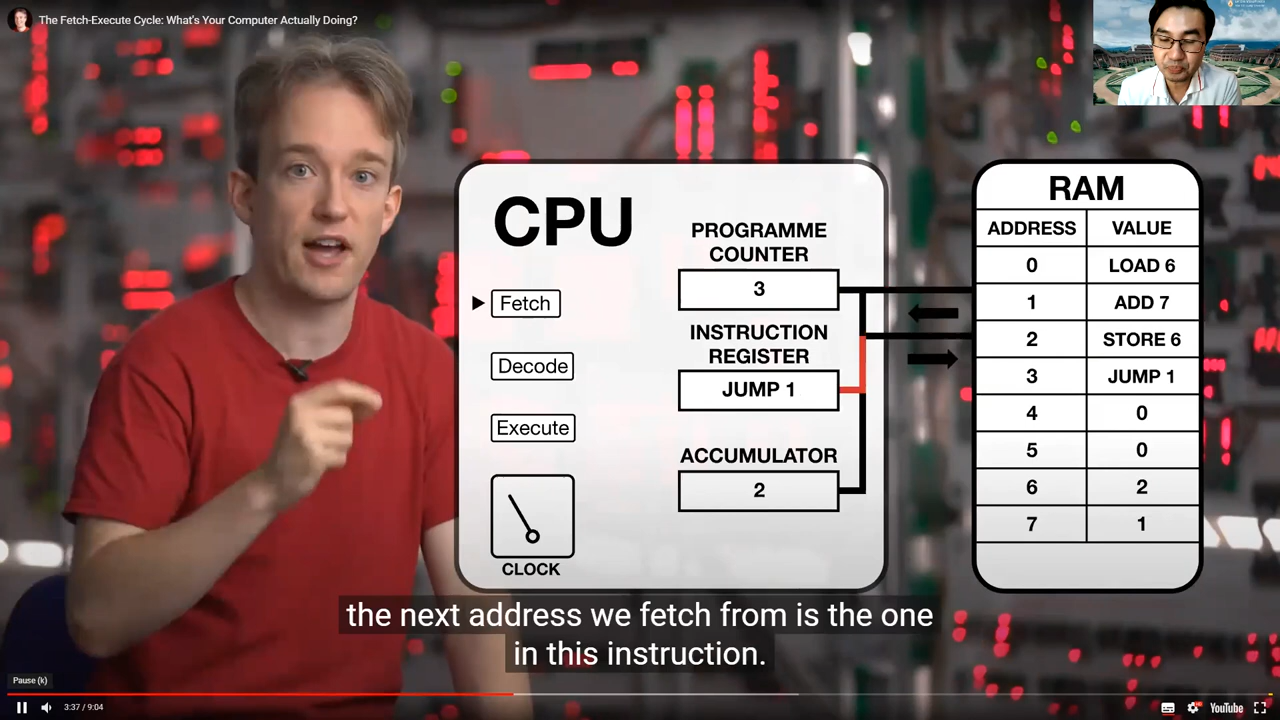 The Fetch-Execute Cycle: What's Your Computer Actually Doing?
CPU
Fetch
Decode
Execute
CLOCK
PROGRAMME
COUNTER
3
INSTRUCTION
REGISTER
JUMP 1
ACCUMULATOR
2
RAM
ADDRESS VALUE
0 LOAD 6
1 ADD 7
2 STORE 6
3 JUMP 1
4 0
5 0
6 2
7 1
the next address we fetch from is the one
in this instruction.
Pause (k)
3:37 / 9:04
YouTube